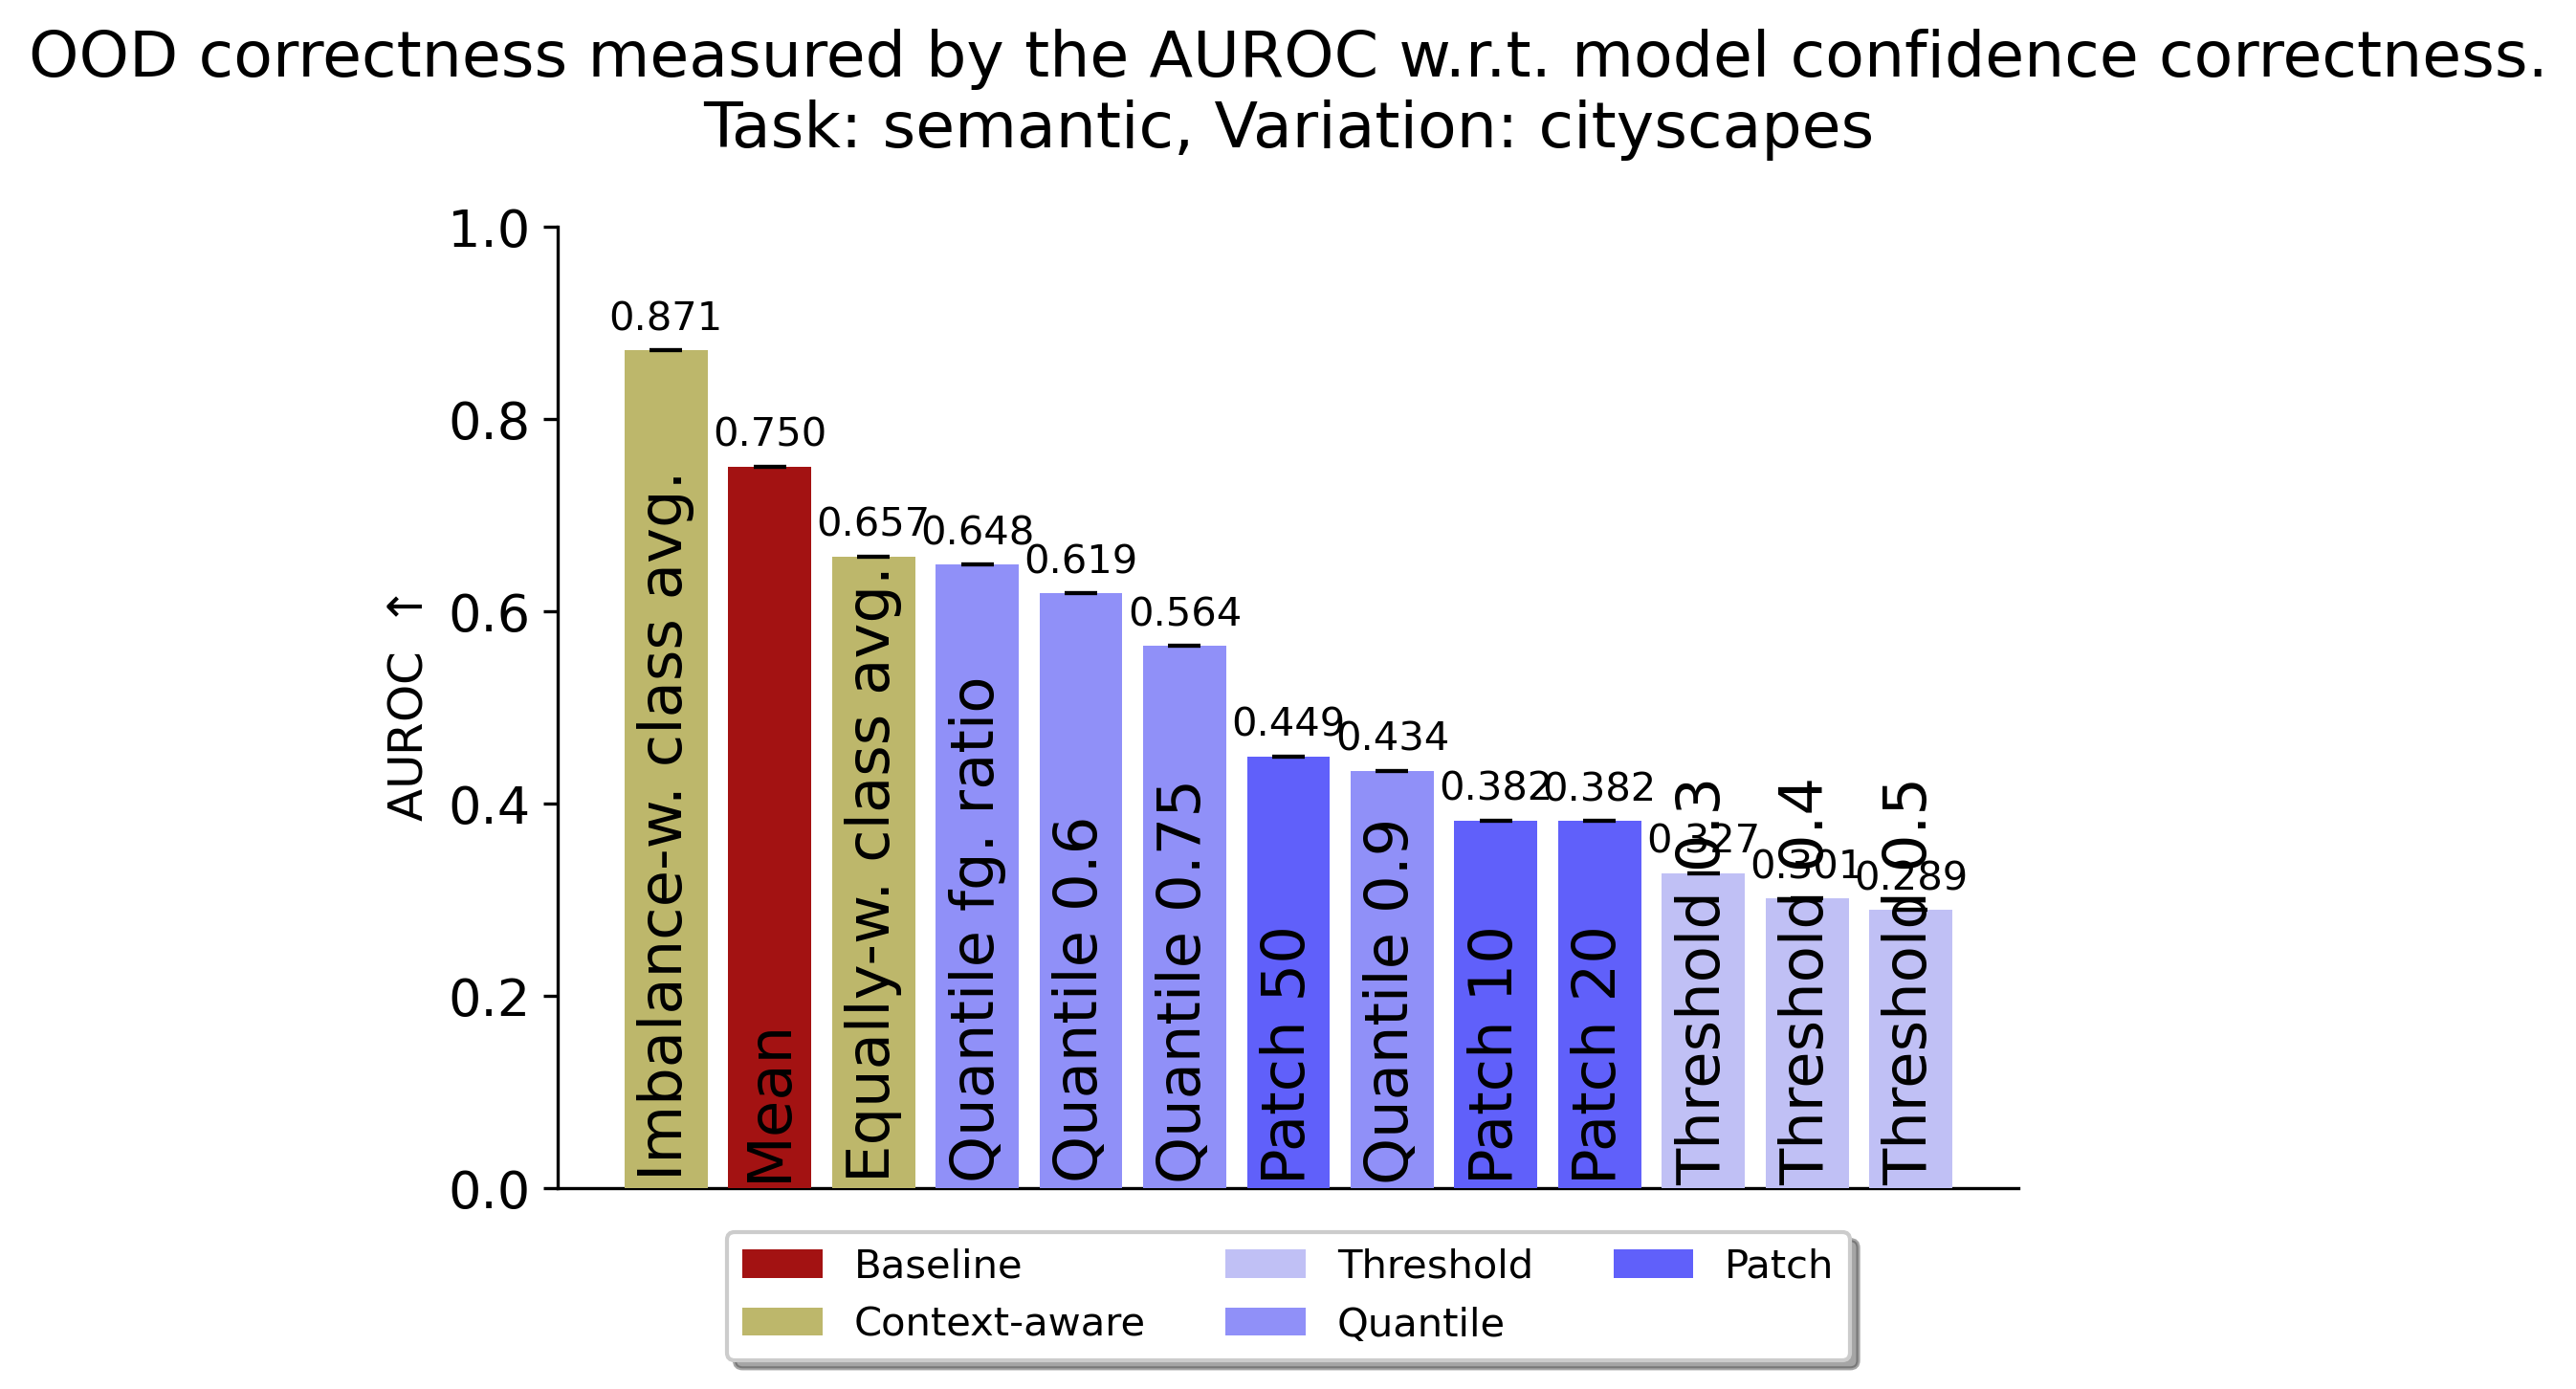 OOD correctness measured by the AUROC w.r.t. model confidence correctness.
Task: semantic, Variation: cityscapes
AUROC ↑
1.0
0.8
0.6
0.4
0.2
0.0
0.871
0.750
0.657
0.648
0.619
0.564
0.449
0.434
0.382
0.382
0.327
0.301
0.289
Imbalance-w. class avg.
Mean
Equally-w. class avg.
Quantile fg. ratio
Quantile 0.6
Quantile 0.75
Patch 50
Quantile 0.9
Patch 10
Patch 20
Threshold 0.3
Threshold 0.4
Threshold 0.5
Baseline
Context-aware
Threshold
Quantile
Patch